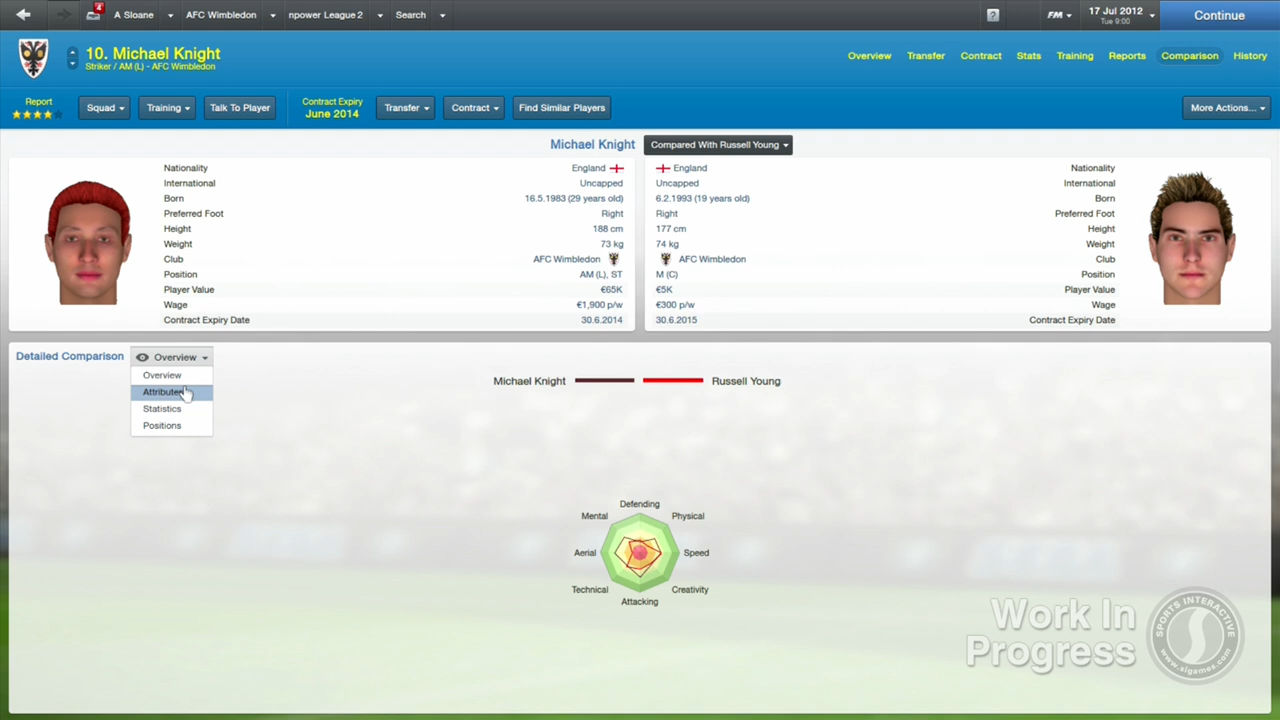 4
A Sloane
AFC Wimbledon
npower League 2
Search
?
FM
17 Jul 2012
Tue 9:00
Continue
10. Michael Knight
Striker / AM (L) - AFC Wimbledon
Overview
Transfer
Contract
Stats
Training
Reports
Comparison
History
Report
Squad
Training
Talk To Player
Contract Expiry
June 2014
Transfer
Contract
Find Similar Players
More Actions...
Michael Knight
Compared With Russell Young
Nationality England
International Uncapped
Born 16.5.1983 (29 years old)
Preferred Foot Right
Height 188 cm
Weight 73 kg
Club AFC Wimbledon
Position AM (L), ST
Player Value €65K
Wage €1,900 p/w
Contract Expiry Date 30.6.2014
England Nationality
Uncapped International
6.2.1993 (19 years old) Born
Right Preferred Foot
177 cm Height
74 kg Weight
AFC Wimbledon Club
M (C) Position
€5K Player Value
€300 p/w Wage
30.6.2015 Contract Expiry Date
Detailed Comparison
Overview
Overview
Attributes
Statistics
Positions
Michael Knight
Russell Young
Defending
Mental
Physical
Aerial
Speed
Technical
Creativity
Attacking
Work In
Progress
SPORTS INTERACTIVE
www.sigames.com